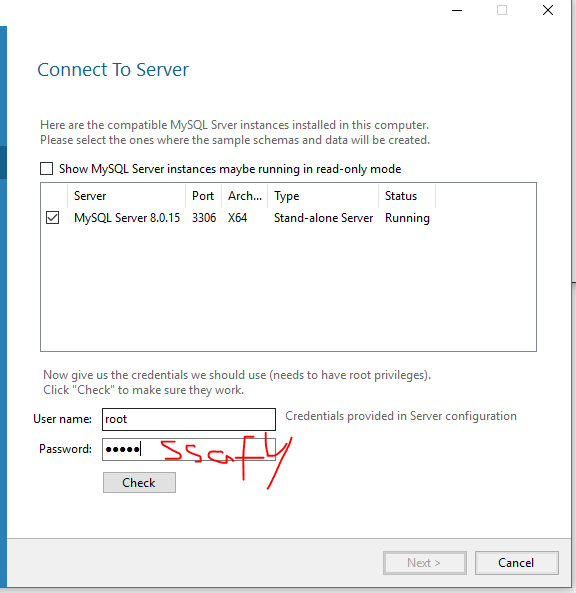 Connect To Server
Here are the compatible MySQL Srver instances installed in this computer.
Please select the ones where the sample schemas and data will be created.
Show MySQL Server instances maybe running in read-only mode
Server Port Arch... Type Status
MySQL Server 8.0.15 3306 X64 Stand-alone Server Running
Now give us the credentials we should use (needs to have root privileges).
Click "Check" to make sure they work.
User name: root Credentials provided in Server configuration
Password: ●●●●● ssafy
Check
Next > Cancel